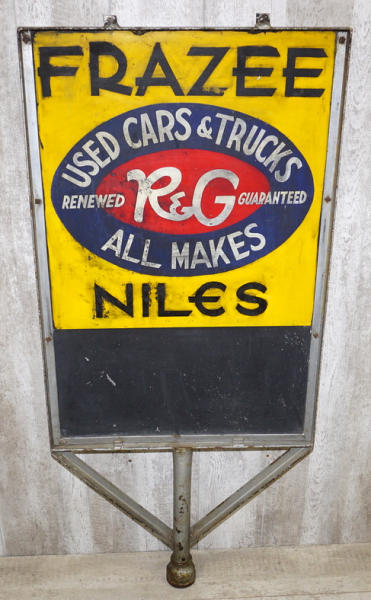 FRAZEE
USED CARS & TRUCKS
RENEWED R&G GUARANTEED
ALL MAKES
NILES